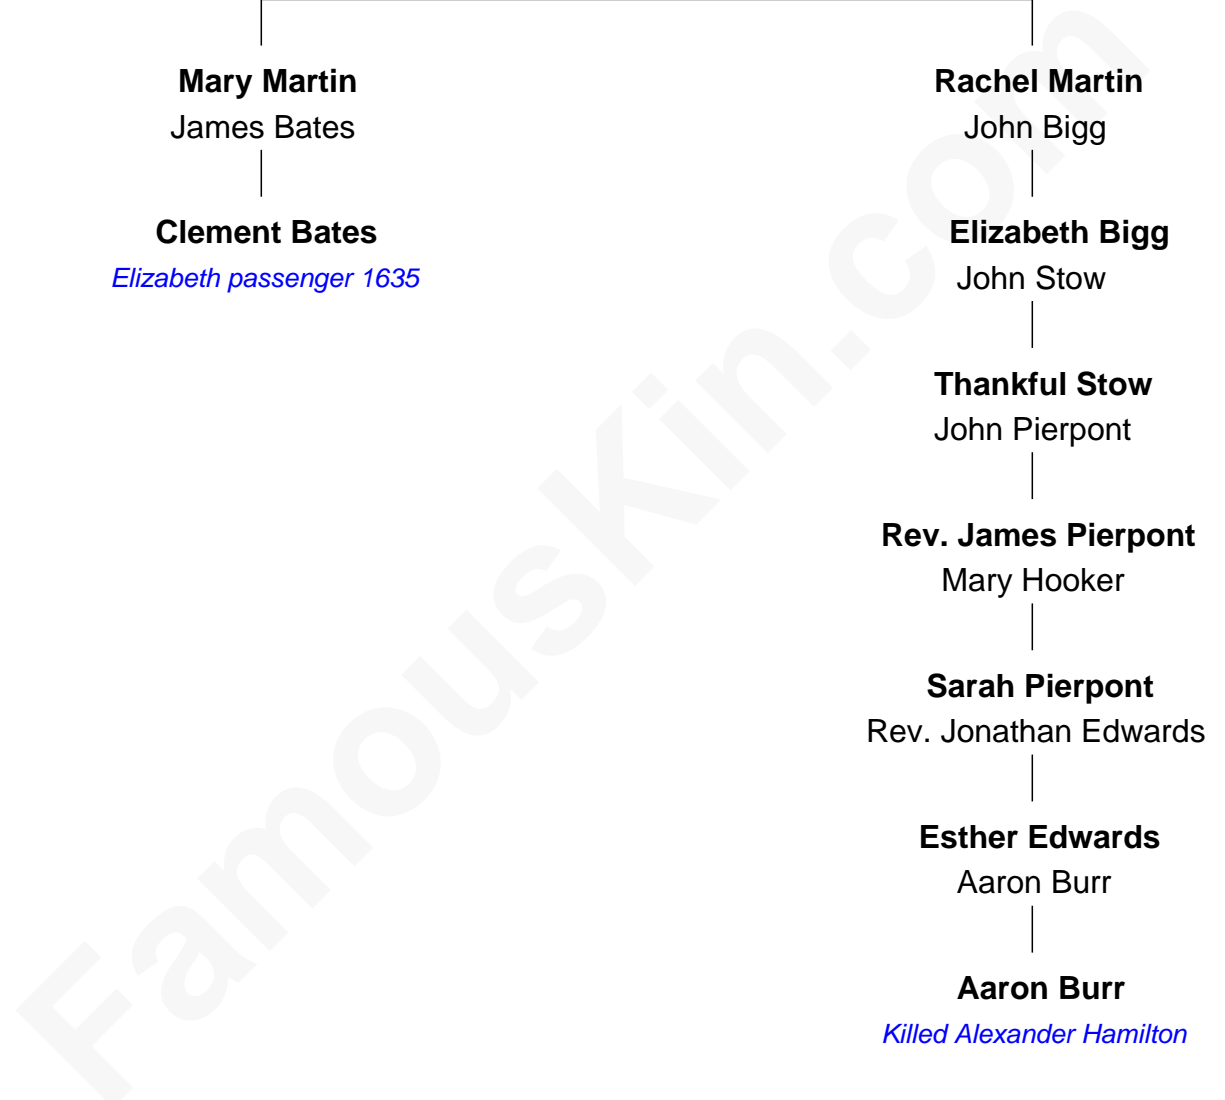 Mary Martin
James Bates
Clement Bates
Elizabeth passenger 1635
Rachel Martin
John Bigg
Elizabeth Bigg
John Stow
Thankful Stow
John Pierpont
Rev. James Pierpont
Mary Hooker
Sarah Pierpont
Rev. Jonathan Edwards
Esther Edwards
Aaron Burr
Aaron Burr
Killed Alexander Hamilton
FamousKin.com